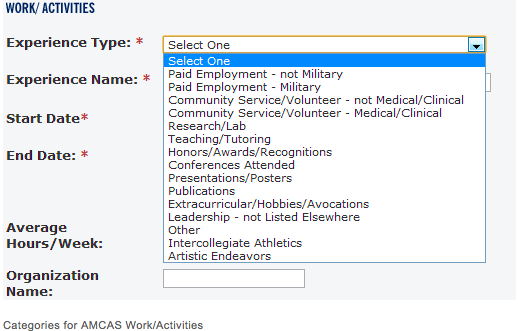 WORK/ ACTIVITIES
Experience Type: * Select One
Select One
Experience Name: * Paid Employment - not Military
Paid Employment - Military
Community Service/Volunteer - not Medical/Clinical
Start Date* Community Service/Volunteer - Medical/Clinical
Research/Lab
Teaching/Tutoring
End Date: * Honors/Awards/Recognitions
Conferences Attended
Presentations/Posters
Publications
Extracurricular/Hobbies/Avocations
Leadership - not Listed Elsewhere
Average Other
Hours/Week: Intercollegiate Athletics
Artistic Endeavors
Organization
Name:
Categories for AMCAS Work/Activities